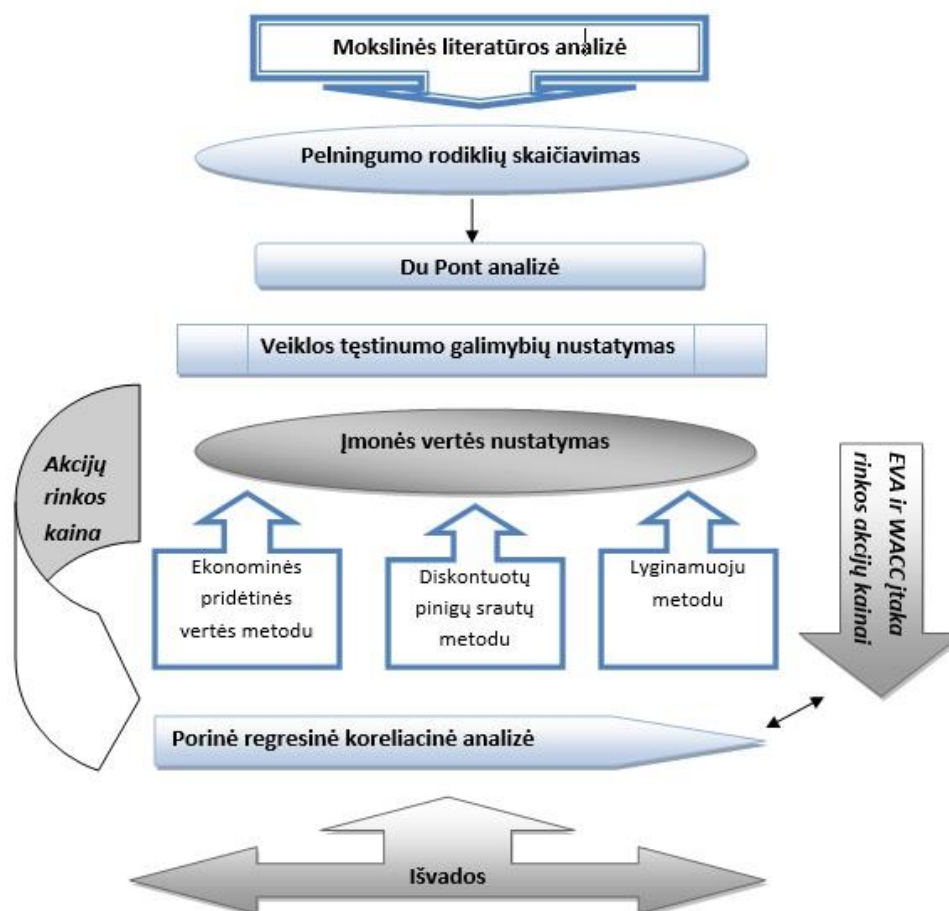 Mokslinės literatūros analizė
Pelningumo rodiklių skaičiavimas
Du Pont analizė
Veiklos tęstinumo galimybių nustatymas
Įmonės vertės nustatymas
Akcijų
rinkos
kaina
EVA ir WACC įtaka
rinkos akcijų kainai
Ekonominės
pridėtinės
vertės metodu
Diskontuotų
pinigų srautų
metodu
Lyginamuoju
metodu
Porinė regresinė koreliacinė analizė
Išvados